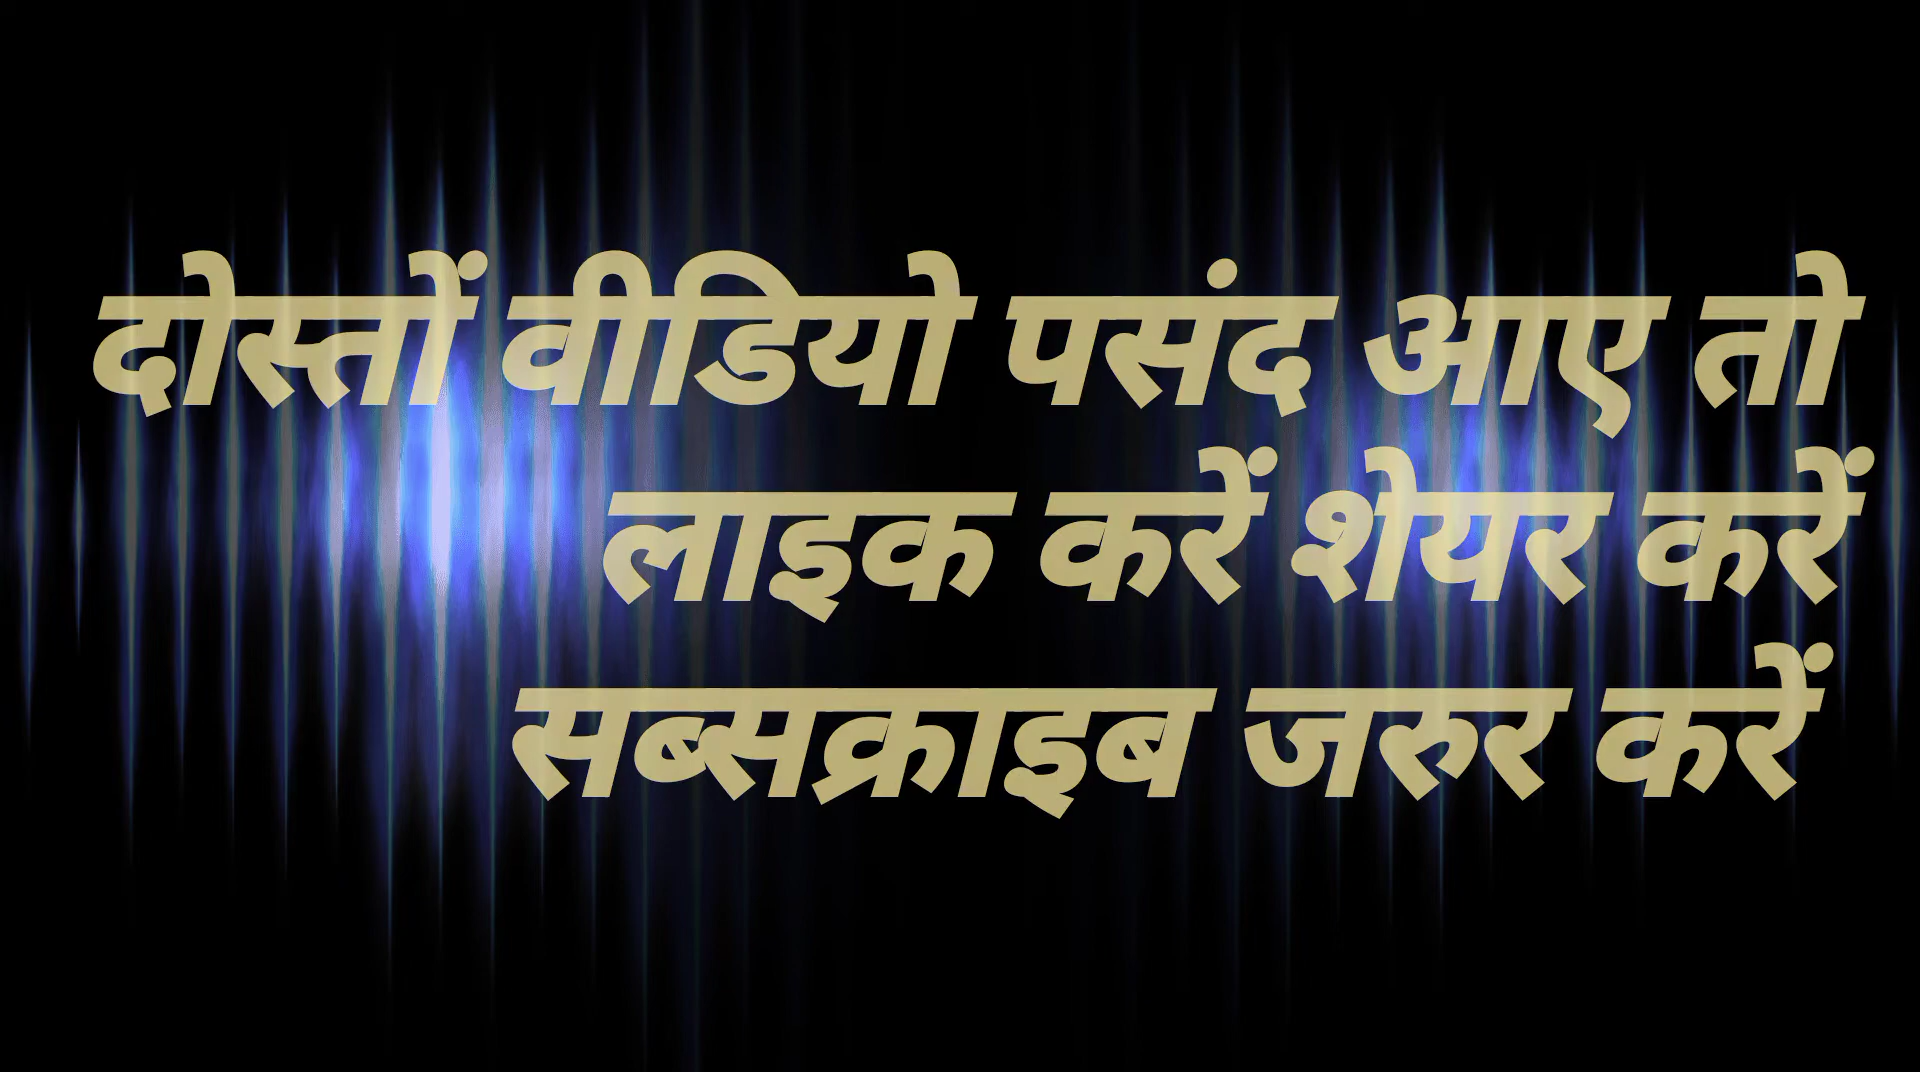 दोस्तों वीडियो पसंद आए तो
लाइक करें शेयर करें
सब्सक्राइब जरुर करें